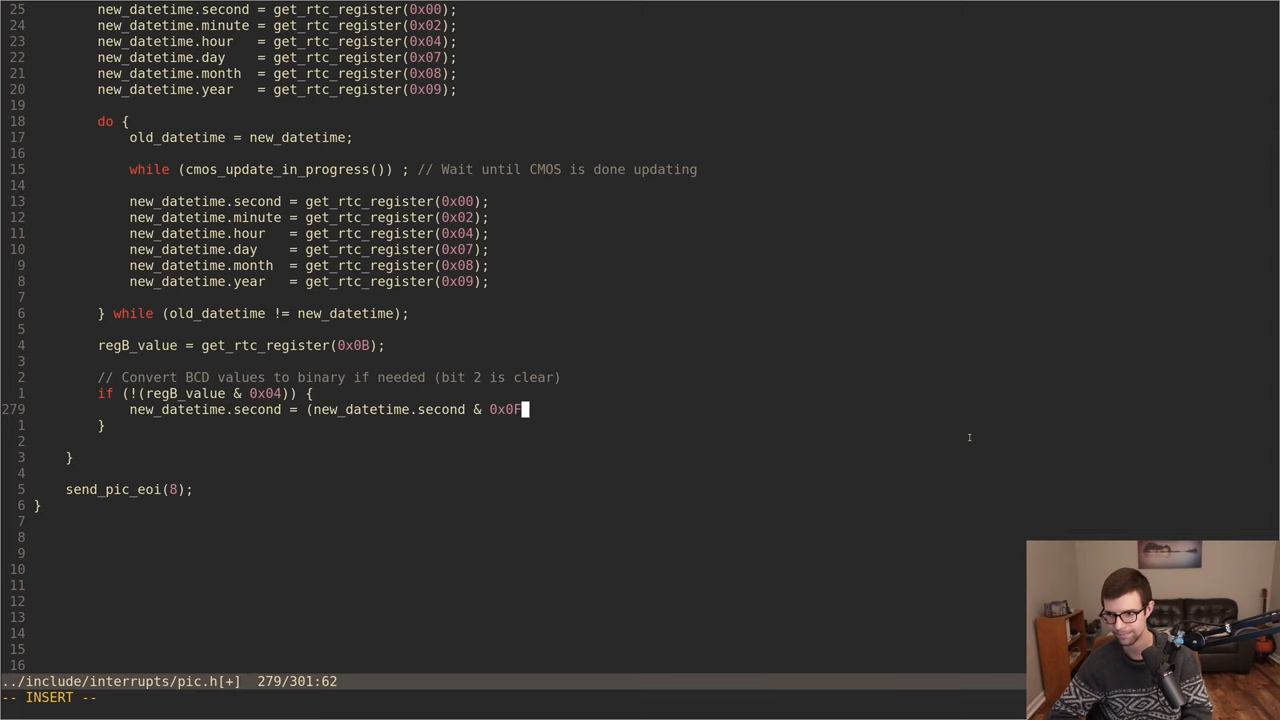 25 new_datetime.second = get_rtc_register(0x00);
24 new_datetime.minute = get_rtc_register(0x02);
23 new_datetime.hour   = get_rtc_register(0x04);
22 new_datetime.day    = get_rtc_register(0x07);
21 new_datetime.month  = get_rtc_register(0x08);
20 new_datetime.year   = get_rtc_register(0x09);
19
18 do {
17 old_datetime = new_datetime;
16
15 while (cmos_update_in_progress()) ; // Wait until CMOS is done updating
14
13 new_datetime.second = get_rtc_register(0x00);
12 new_datetime.minute = get_rtc_register(0x02);
11 new_datetime.hour   = get_rtc_register(0x04);
10 new_datetime.day    = get_rtc_register(0x07);
9 new_datetime.month  = get_rtc_register(0x08);
8 new_datetime.year   = get_rtc_register(0x09);
7
6 } while (old_datetime != new_datetime);
5
4 regB_value = get_rtc_register(0x0B);
3
2 // Convert BCD values to binary if needed (bit 2 is clear)
1 if (!(regB_value & 0x04)) {
279 new_datetime.second = (new_datetime.second & 0x0F
1 }
2
3 }
4
5 send_pic_eoi(8);
6 }
7
8
9
10
11
12
13
14
15
16
../include/interrupts/pic.h[+] 279/301:62
-- INSERT --